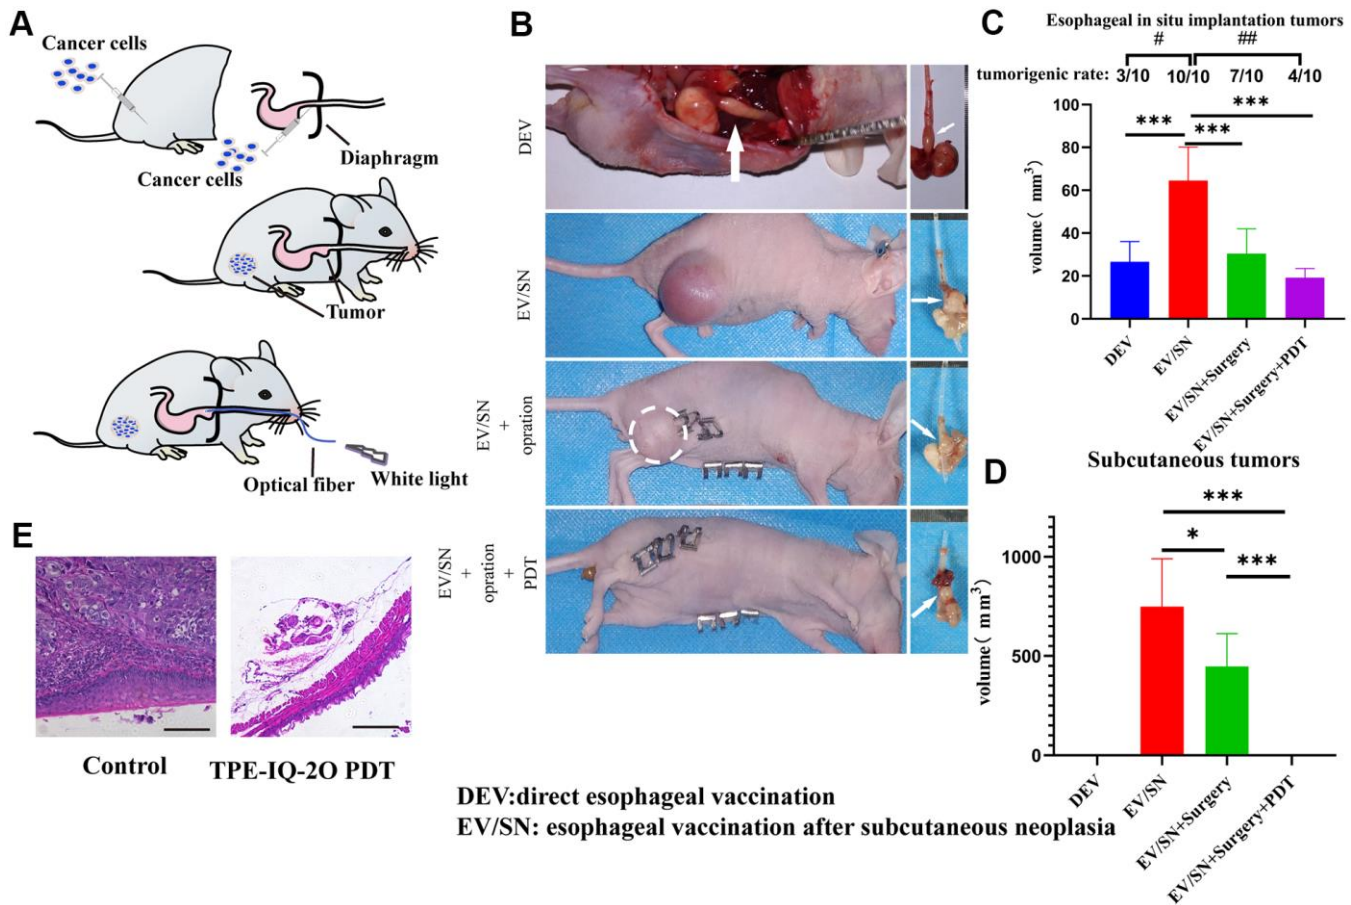 A
Cancer cells
Cancer cells
Diaphragm
Tumor
Optical fiber
White light
B
DEV
EV/SN
EV/SN
+
opration
EV/SN
+
opration
+
PDT
C
Esophageal in situ implantation tumors
# ##
tumorigenic rate: 3/10 10/10 7/10 4/10
*** *** ***
100
80
60
40
20
0
volume( mm³)
DEV
EV/SN
EV/SN+Surgery
EV/SN+Surgery+PDT
D
Subcutaneous tumors
***
*
***
1000
500
0
volume( mm³)
DEV
EV/SN
EV/SN+Surgery
EV/SN+Surgery+PDT
E
Control
TPE-IQ-2O PDT
DEV:direct esophageal vaccination
EV/SN: esophageal vaccination after subcutaneous neoplasia